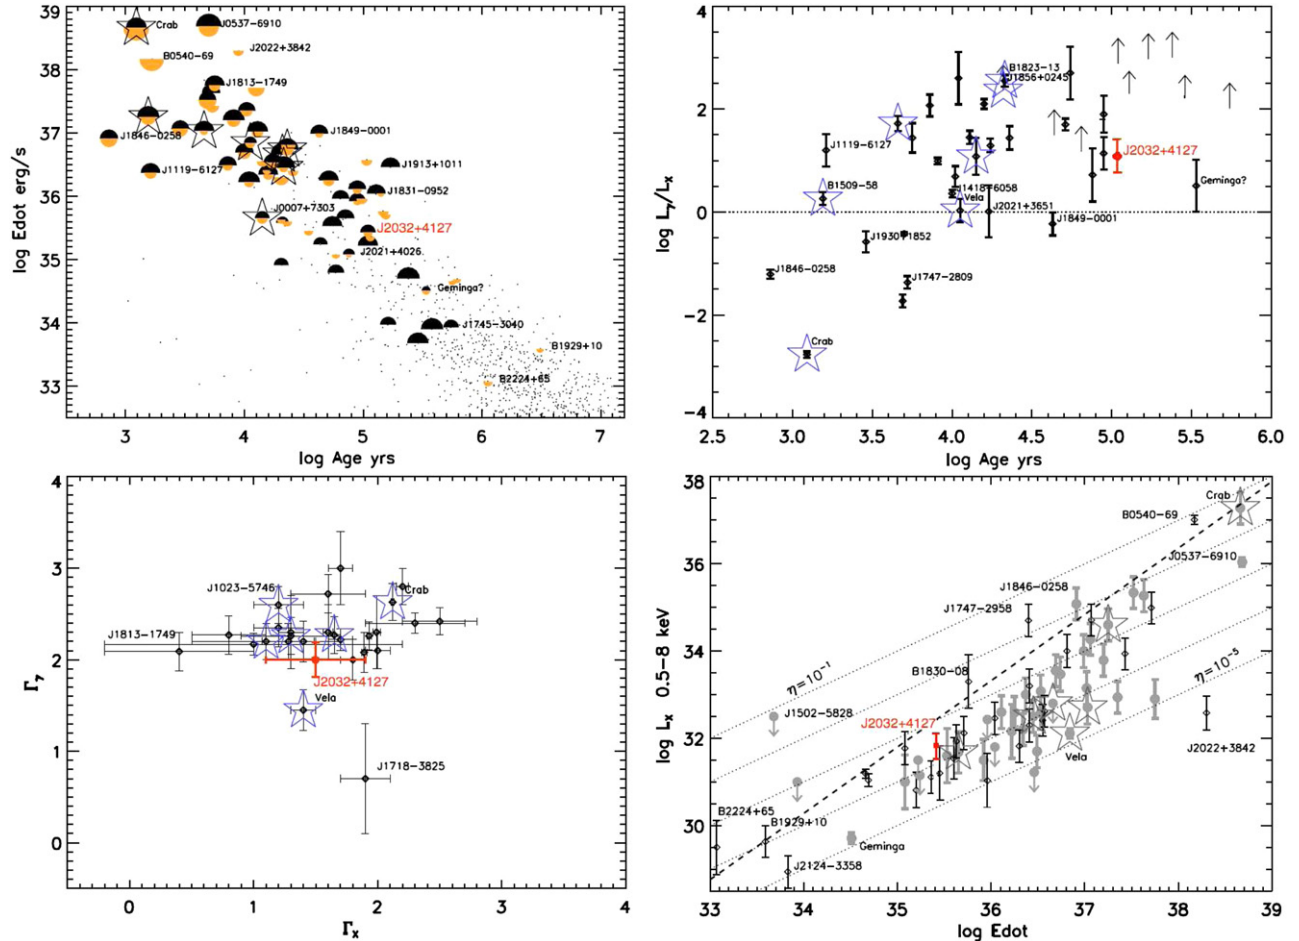 39
38
37
36
35
34
33
log Edot erg/s
Crab
J0537-6910
J2022+3842
B0540-69
J1813-1749
J1846-0258
J1849-0001
J1119-6127
J1913+1011
J1831-0952
J0007+7303
J2032+4127
J2021+4026
Geminga?
J1745-3040
B1929+10
B2224+65
3 4 5 6 7
log Age yrs
4
2
0
−2
−4
log L₇/Lₓ
B1823-13
J1856+0245
J1119-6127
J2032+4127
B1509-58
J1418-6058
Vela
Geminga?
J2021+3651
J1849-0001
J1930+1852
J1846-0258
J1747-2809
Crab
2.5 3.0 3.5 4.0 4.5 5.0 5.5 6.0
log Age yrs
4
3
2
1
0
Γ₇
J1023-5746
Crab
J1813-1749
J2032+4127
Vela
J1718-3825
0 1 2 3 4
Γₓ
38
36
34
32
30
log Lₓ 0.5-8 keV
Crab
B0540-69
J0537-6910
J1846-0258
J1747-2958
η=10⁻¹
B1830-08
η=10⁻⁵
J1502-5828
J2032+4127
Vela
J2022+3842
B2224+65
B1929+10
Geminga
J2124-3358
33 34 35 36 37 38 39
log Edot